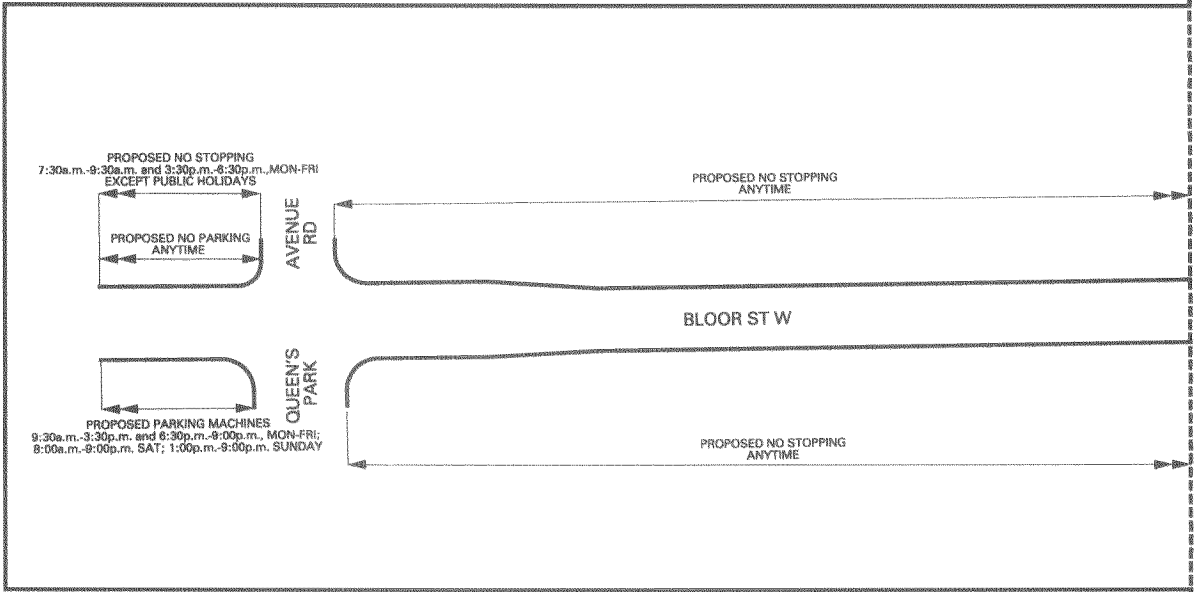 PROPOSED NO STOPPING
7:30a.m.-9:30a.m. and 3:30p.m.-6:30p.m.,MON-FRI
EXCEPT PUBLIC HOLIDAYS
PROPOSED NO PARKING
ANYTIME
AVENUE
RD
PROPOSED NO STOPPING
ANYTIME
BLOOR ST W
QUEEN'S
PARK
PROPOSED PARKING MACHINES
9:30a.m.-3:30p.m. and 6:30p.m.-9:00p.m., MON-FRI;
8:00a.m.-9:00p.m. SAT; 1:00p.m.-9:00p.m. SUNDAY
PROPOSED NO STOPPING
ANYTIME